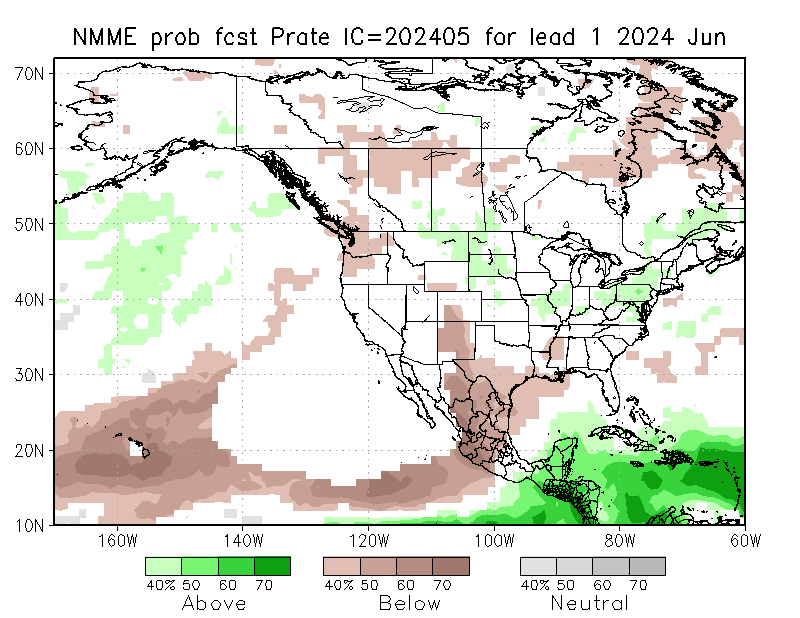 NMME prob fcst Prate IC=202405 for lead 1 2024 Jun
70N
60N
50N
40N
30N
20N
10N
160W 140W 120W 100W 80W 60W
40% 50 60 70 40% 50 60 70 40% 50 60 70
Above Below Neutral